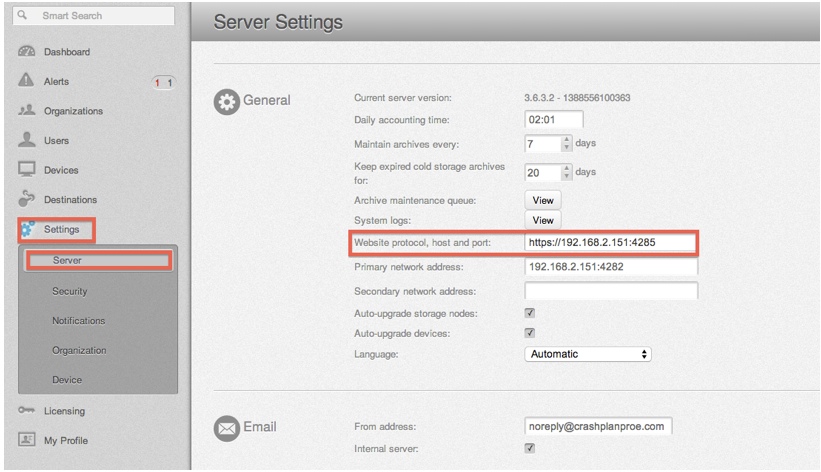 Smart Search
Dashboard
Alerts
1 1
Organizations
Users
Devices
Destinations
Settings
Server
Security
Notifications
Organization
Device
Licensing
My Profile
Server Settings
General
Current server version: 3.6.3.2 - 1388556100363
Daily accounting time: 02:01
Maintain archives every: 7 days
Keep expired cold storage archives
for: 20 days
Archive maintenance queue: View
System logs: View
Website protocol, host and port: https://192.168.2.151:4285
Primary network address: 192.168.2.151:4282
Secondary network address:
Auto-upgrade storage nodes:
Auto-upgrade devices:
Language: Automatic
Email
From address: noreply@crashplanproe.com
Internal server: